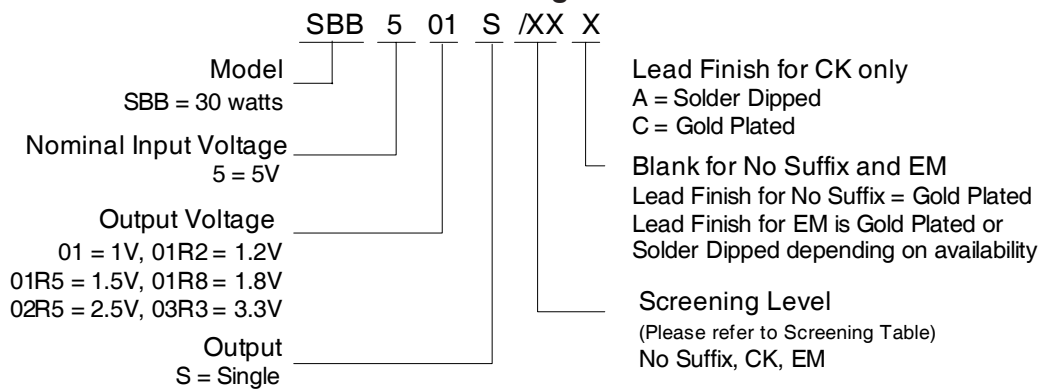 SBB 5 01 S /XX X
Model
SBB = 30 watts
Nominal Input Voltage
5 = 5V
Output Voltage
01 = 1V, 01R2 = 1.2V
01R5 = 1.5V, 01R8 = 1.8V
02R5 = 2.5V, 03R3 = 3.3V
Output
S = Single
Lead Finish for CK only
A = Solder Dipped
C = Gold Plated
Blank for No Suffix and EM
Lead Finish for No Suffix = Gold Plated
Lead Finish for EM is Gold Plated or
Solder Dipped depending on availability
Screening Level
(Please refer to Screening Table)
No Suffix, CK, EM